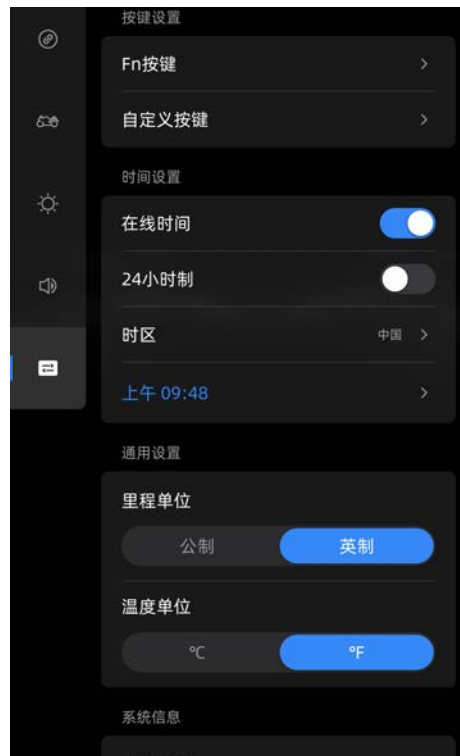 按键设置
Fn按键
自定义按键
时间设置
在线时间
24小时制
时区
中国
上午 09:48
通用设置
里程单位
公制 英制
温度单位
℃ °F
系统信息